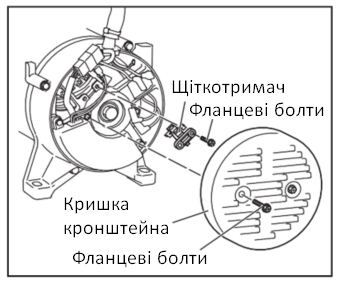 Щіткотримач
Фланцеві болти
Кришка
кронштейна
Фланцеві болти